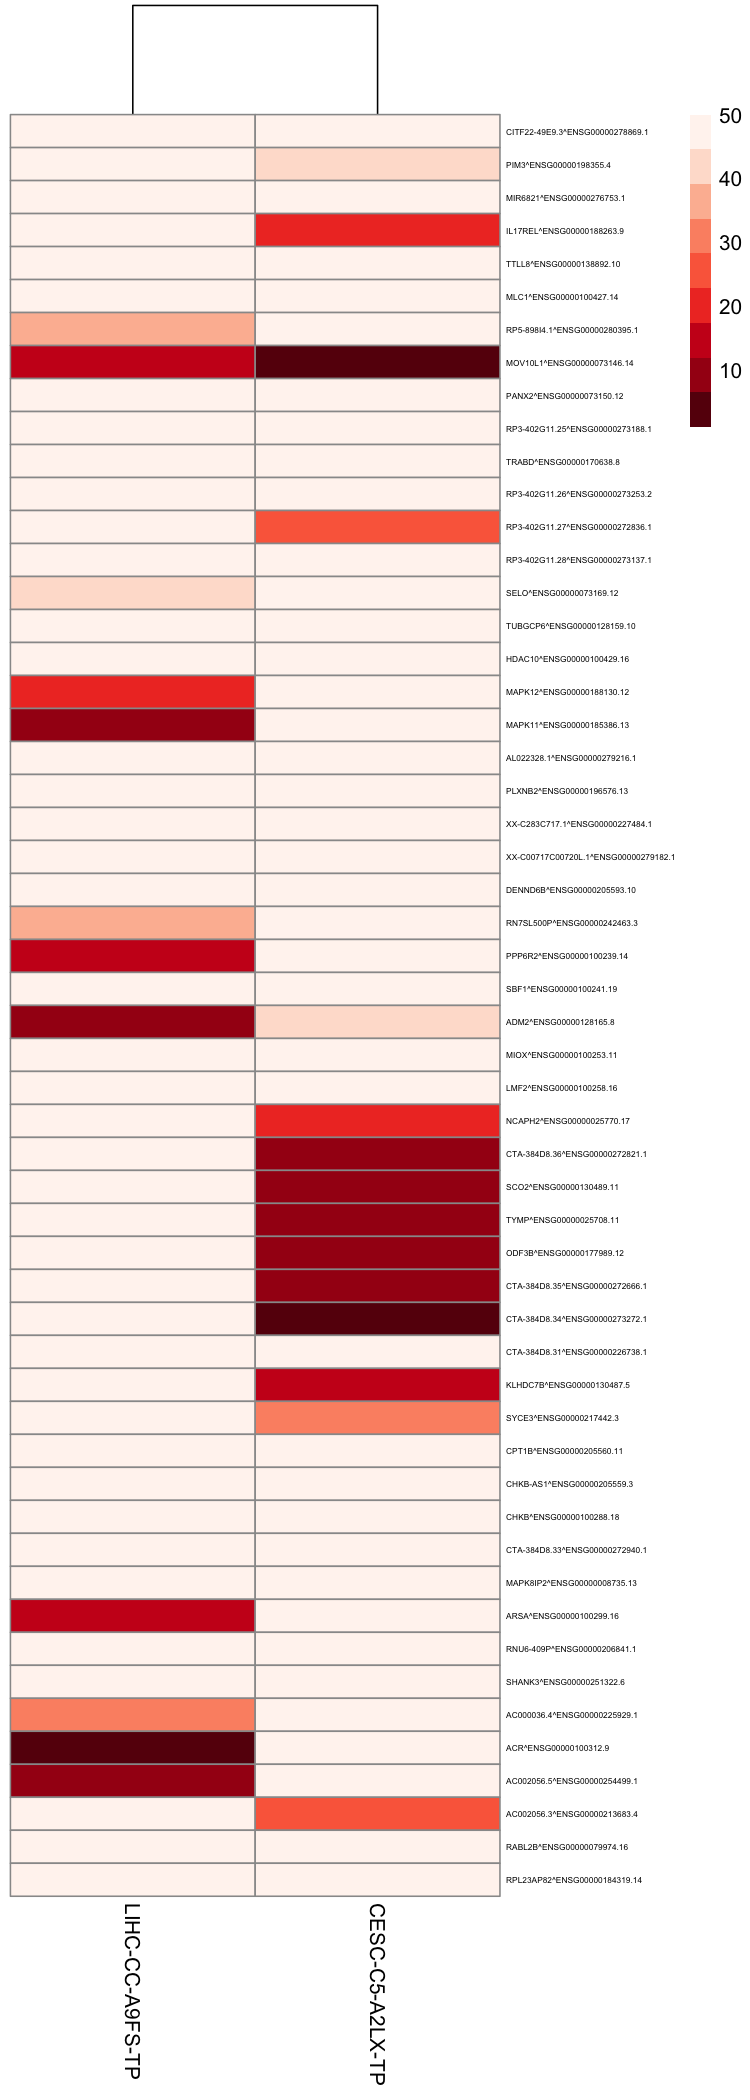 50
40
30
20
10
CITF22-49E9.3^ENSG00000278869.1
PIM3^ENSG00000198355.4
MIR6821^ENSG00000276753.1
IL17REL^ENSG00000188263.9
TTLL8^ENSG00000138892.10
MLC1^ENSG00000100427.14
RP5-898I4.1^ENSG00000280395.1
MOV10L1^ENSG00000073146.14
PANX2^ENSG00000073150.12
RP3-402G11.25^ENSG00000273188.1
TRABD^ENSG00000170638.8
RP3-402G11.26^ENSG00000273253.2
RP3-402G11.27^ENSG00000272836.1
RP3-402G11.28^ENSG00000273137.1
SELO^ENSG00000073169.12
TUBGCP6^ENSG00000128159.10
HDAC10^ENSG00000100429.16
MAPK12^ENSG00000188130.12
MAPK11^ENSG00000185386.13
AL022328.1^ENSG00000279216.1
PLXNB2^ENSG00000196576.13
XX-C283C717.1^ENSG00000227484.1
XX-C00717C00720L.1^ENSG00000279182.1
DENND6B^ENSG00000205593.10
RN7SL500P^ENSG00000242463.3
PPP6R2^ENSG00000100239.14
SBF1^ENSG00000100241.19
ADM2^ENSG00000128165.8
MIOX^ENSG00000100253.11
LMF2^ENSG00000100258.16
NCAPH2^ENSG00000025770.17
CTA-384D8.36^ENSG00000272821.1
SCO2^ENSG00000130489.11
TYMP^ENSG00000025708.11
ODF3B^ENSG00000177989.12
CTA-384D8.35^ENSG00000272666.1
CTA-384D8.34^ENSG00000273272.1
CTA-384D8.31^ENSG00000226738.1
KLHDC7B^ENSG00000130487.5
SYCE3^ENSG00000217442.3
CPT1B^ENSG00000205560.11
CHKB-AS1^ENSG00000205559.3
CHKB^ENSG00000100288.18
CTA-384D8.33^ENSG00000272940.1
MAPK8IP2^ENSG00000008735.13
ARSA^ENSG00000100299.16
RNU6-409P^ENSG00000206841.1
SHANK3^ENSG00000251322.6
AC000036.4^ENSG00000225929.1
ACR^ENSG00000100312.9
AC002056.5^ENSG00000254499.1
AC002056.3^ENSG00000213683.4
RABL2B^ENSG00000079974.16
RPL23AP82^ENSG00000184319.14
LIHC-CC-A9FS-TP
CESC-C5-A2LX-TP